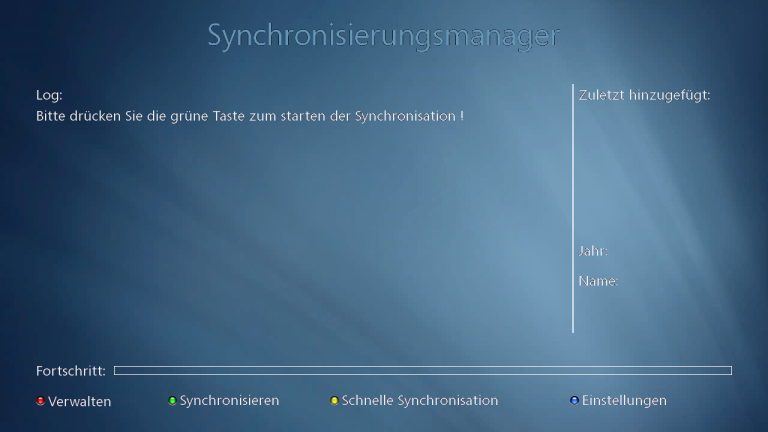 Synchronisierungsmanager
Log:
Bitte drücken Sie die grüne Taste zum starten der Synchronisation !
Zuletzt hinzugefügt:
Jahr:
Name:
Fortschritt:
Verwalten
Synchronisieren
Schnelle Synchronisation
Einstellungen